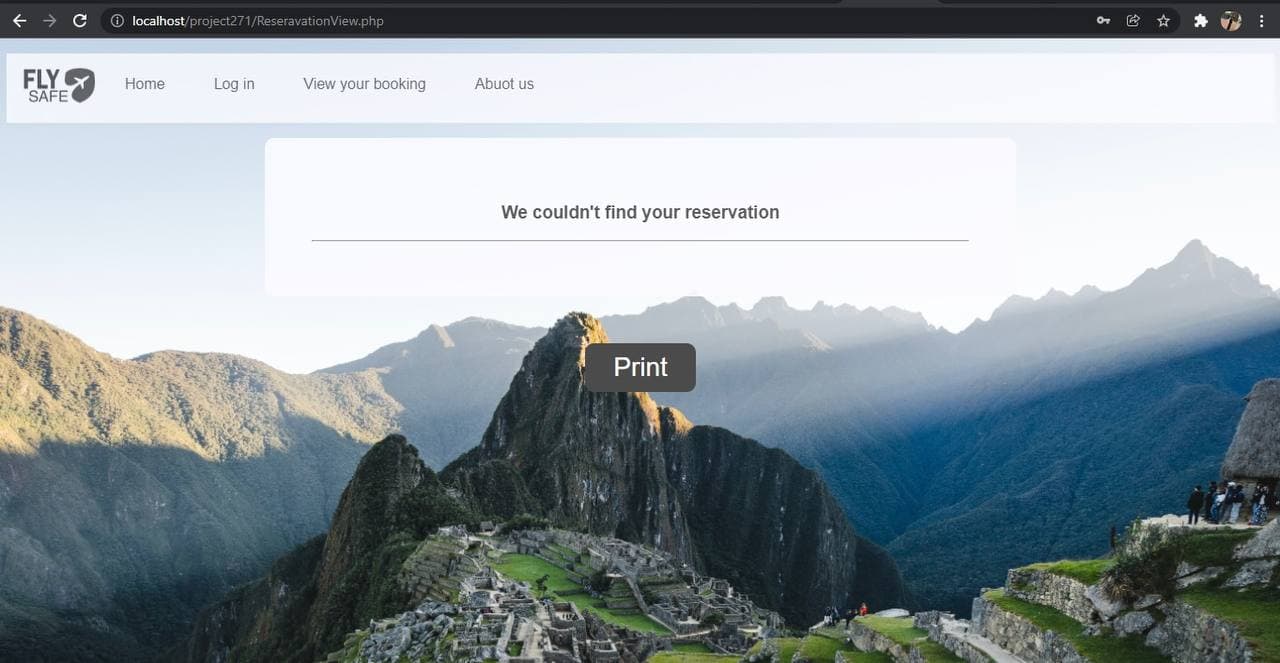 localhost/project271/ReseravationView.php
FLY
SAFE
Home Log in View your booking Abuot us
We couldn't find your reservation
Print